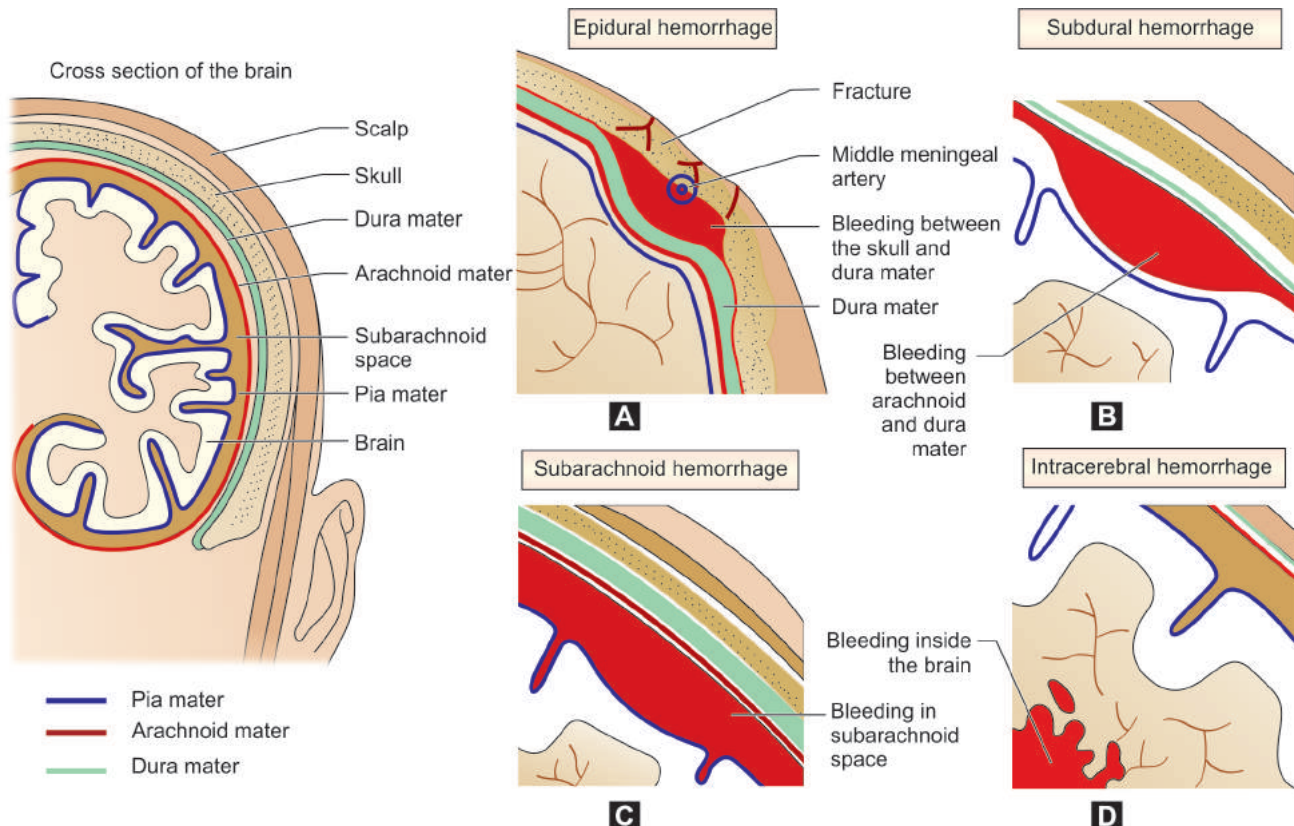 Cross section of the brain
Scalp
Skull
Dura mater
Arachnoid mater
Subarachnoid
space
Pia mater
Brain
Pia mater
Arachnoid mater
Dura mater
Epidural hemorrhage
Fracture
Middle meningeal
artery
Bleeding between
the skull and
dura mater
Dura mater
A
Subdural hemorrhage
Bleeding
between
arachnoid
and dura
mater
B
Subarachnoid hemorrhage
Bleeding in
subarachnoid
space
C
Intracerebral hemorrhage
Bleeding inside
the brain
D